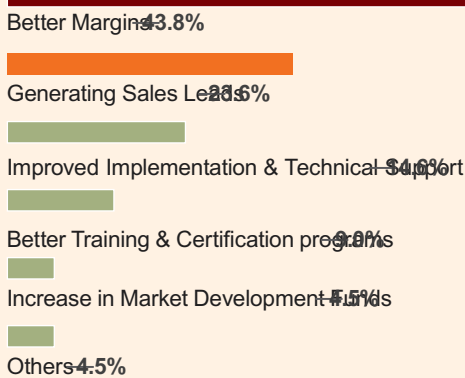 Better Margins–43.8%
Generating Sales Leads–23.6%
Improved Implementation & Technical Support–14.6%
Better Training & Certification programs–9.0%
Increase in Market Development Funds–4.5%
Others–4.5%